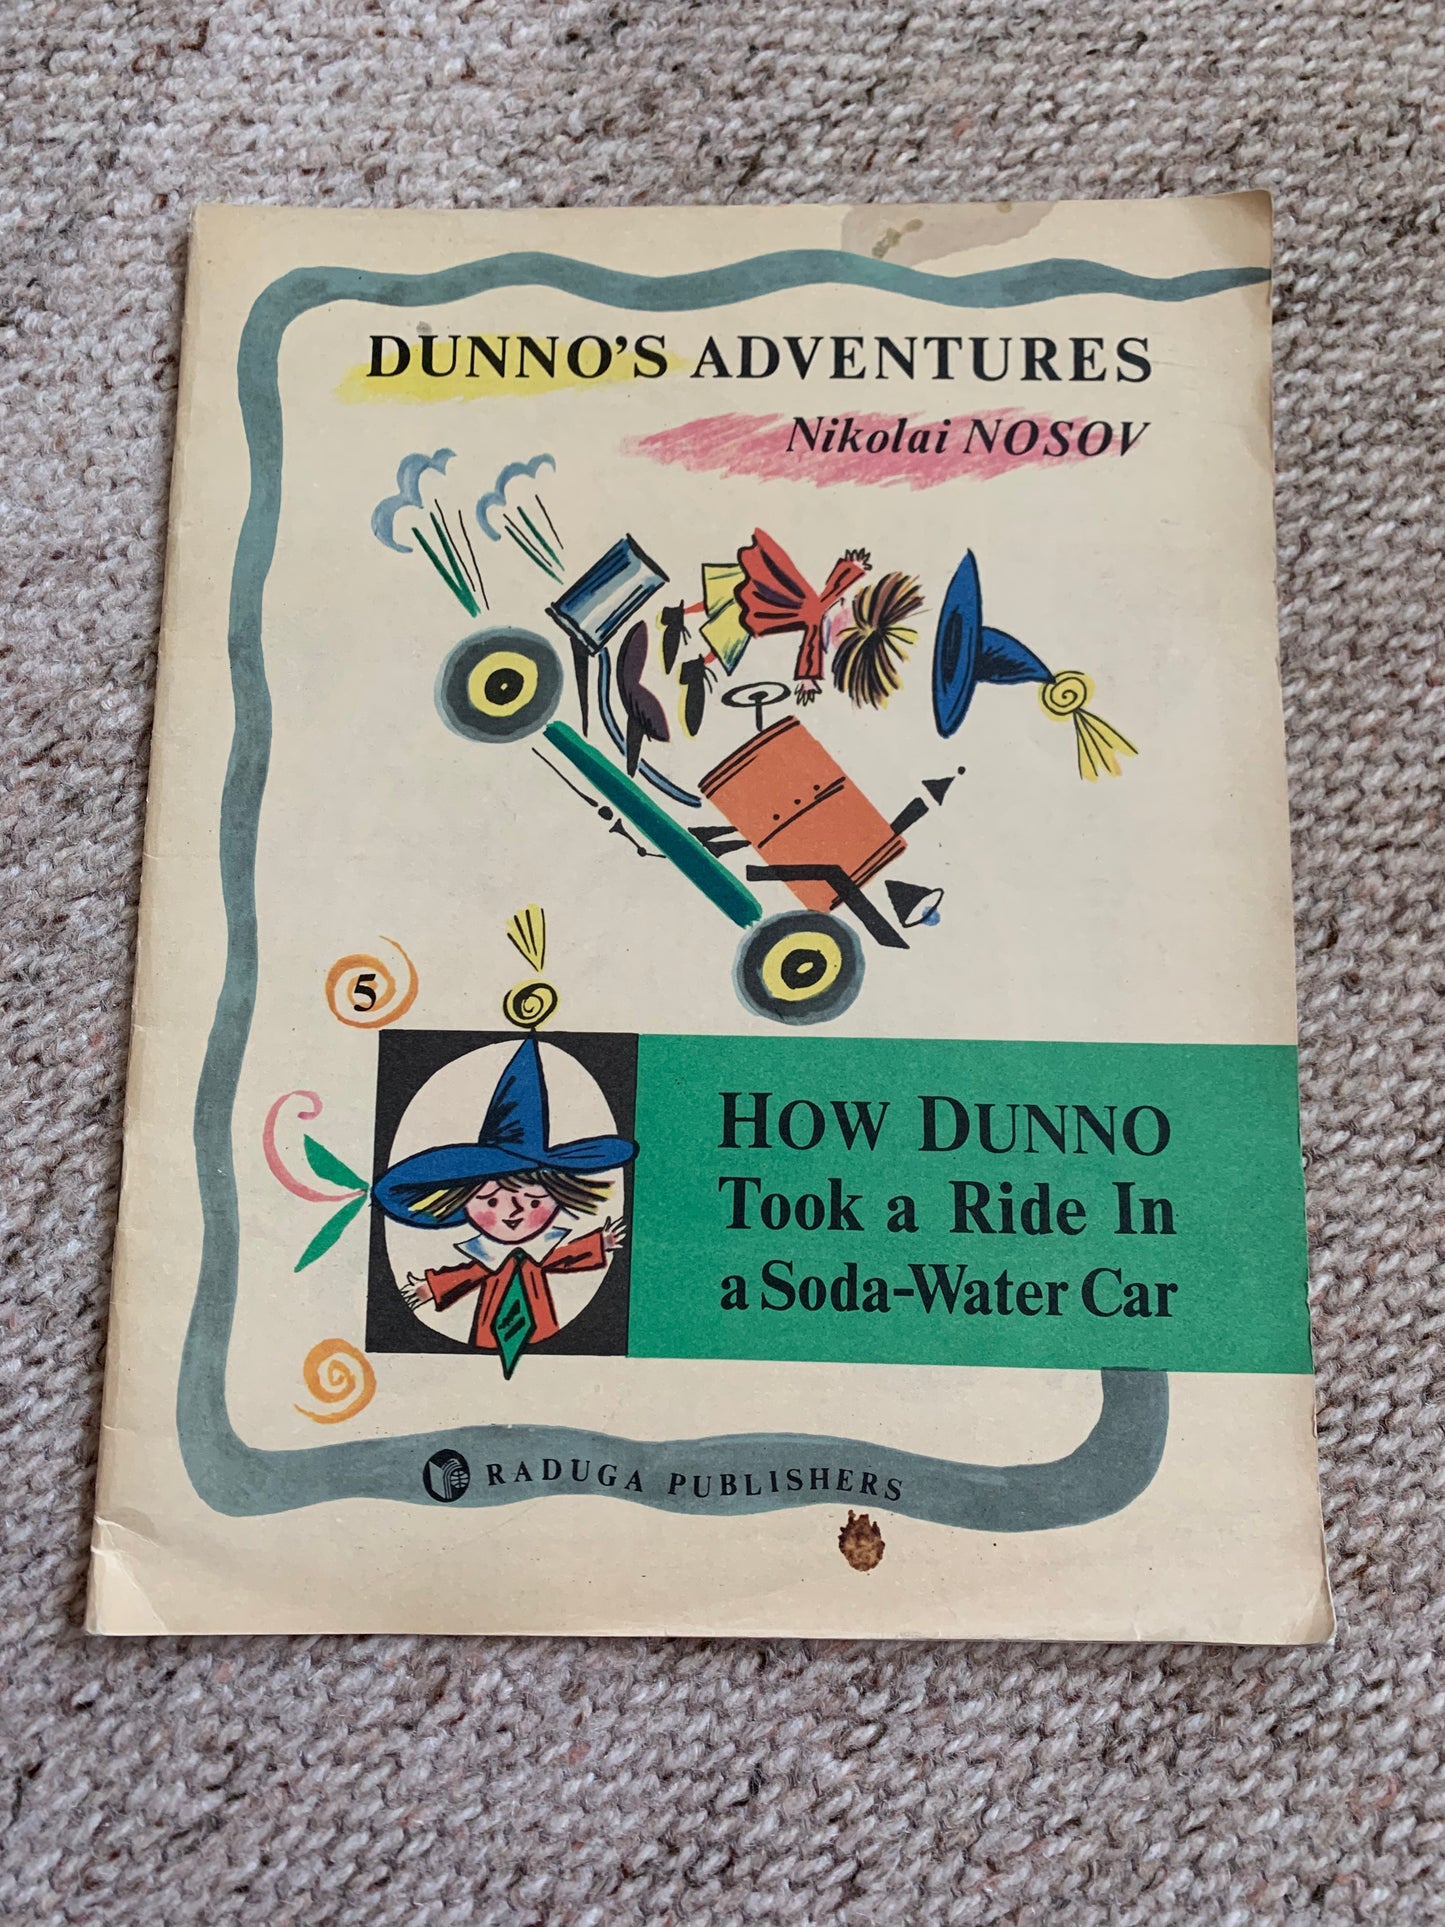 DUNNO'S ADVENTURES
Nikolai NOSOV
5
HOW DUNNO
Took a Ride In
a Soda-Water Car
RADUGA PUBLISHERS